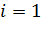 i = 1